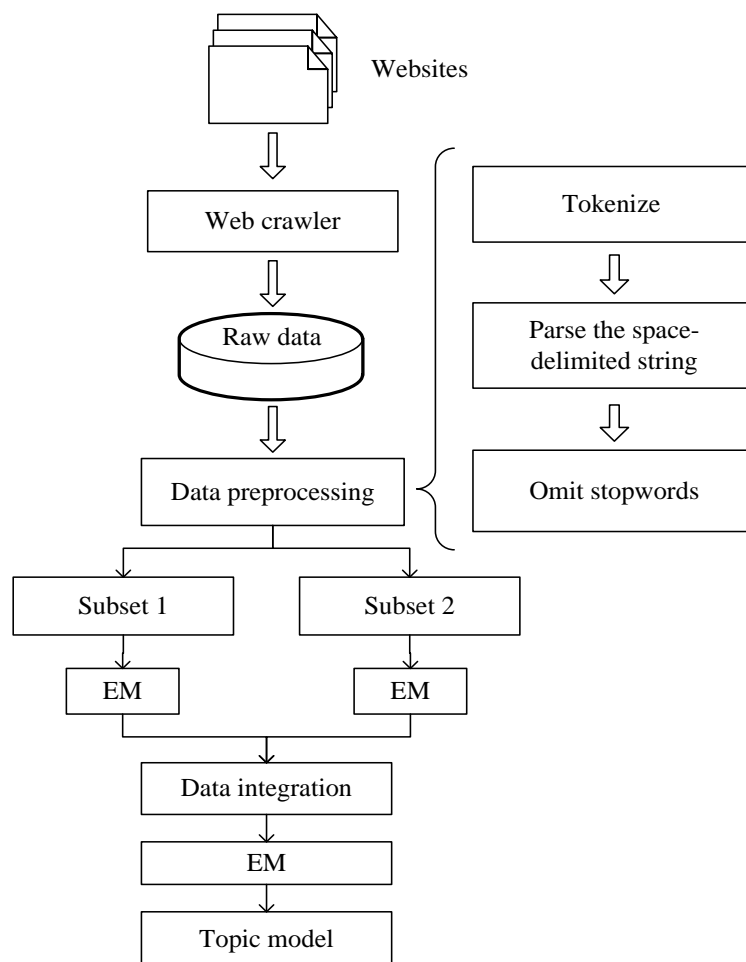 Websites
Web crawler
Raw data
Data preprocessing
Tokenize
Parse the space-
delimited string
Omit stopwords
Subset 1
Subset 2
EM
EM
Data integration
EM
Topic model